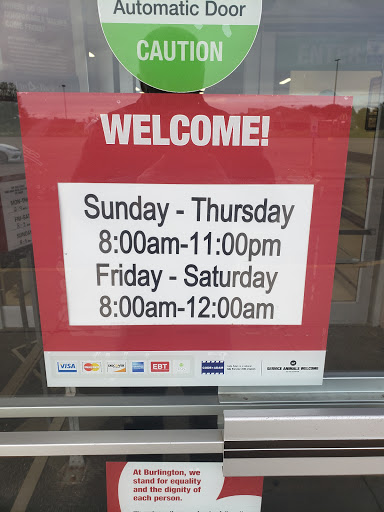 Automatic Door
CAUTION
WELCOME!
Sunday - Thursday
8:00am-11:00pm
Friday - Saturday
8:00am-12:00am
VISA DISCOVER EBT SERVICE ANIMALS WELCOME
At Burlington, we
stand for equality
and the dignity of
each person.